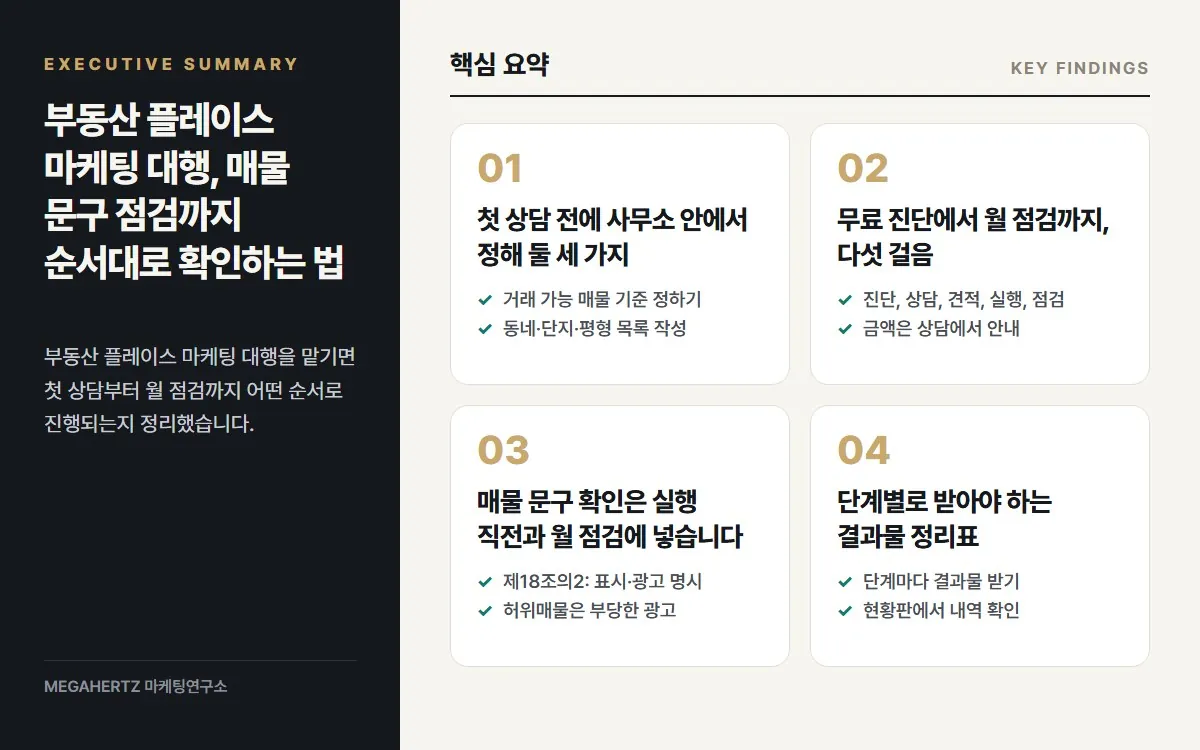 EXECUTIVE SUMMARY
부동산 플레이스
마케팅 대행, 매물
문구 점검까지
순서대로 확인하는 법
부동산 플레이스 마케팅 대행을 맡기면
첫 상담부터 월 점검까지 어떤 순서로
진행되는지 정리했습니다.
MEGAHERTZ 마케팅연구소
핵심 요약
KEY FINDINGS
01
첫 상담 전에 사무소 안에서
정해 둘 세 가지
거래 가능 매물 기준 정하기
동네·단지·평형 목록 작성
02
무료 진단에서 월 점검까지,
다섯 걸음
진단, 상담, 견적, 실행, 점검
금액은 상담에서 안내
03
매물 문구 확인은 실행
직전과 월 점검에 넣습니다
제18조의2: 표시·광고 명시
허위매물은 부당한 광고
04
단계별로 받아야 하는
결과물 정리표
단계마다 결과물 받기
현황판에서 내역 확인